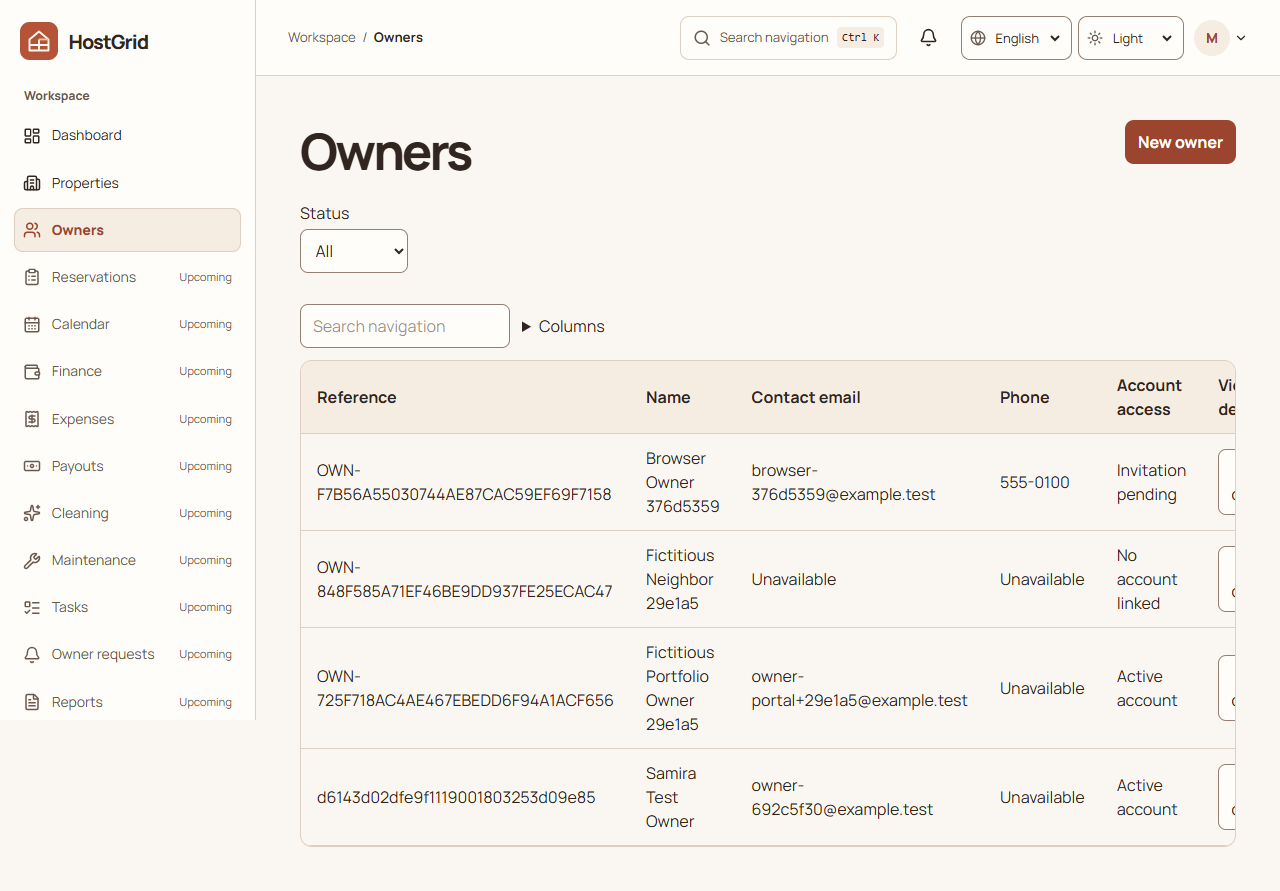 HostGrid
Workspace / Owners
Search navigation Ctrl K
English
Light
M
Workspace
Dashboard
Properties
Owners
Reservations Upcoming
Calendar Upcoming
Finance Upcoming
Expenses Upcoming
Payouts Upcoming
Cleaning Upcoming
Maintenance Upcoming
Tasks Upcoming
Owner requests Upcoming
Reports Upcoming
Owners
New owner
Status
All
Search navigation
Columns
Reference Name Contact email Phone Account access
OWN-
F7B56A55030744AE87CAC59EF69F7158
Browser
Owner
376d5359
browser-
376d5359@example.test
555-0100
Invitation
pending
OWN-
848F585A71EF46BE9DD937FE25ECAC47
Fictitious
Neighbor
29e1a5
Unavailable
Unavailable
No
account
linked
OWN-
725F718AC4AE467EBEDD6F94A1ACF656
Fictitious
Portfolio
Owner
29e1a5
owner-
portal+29e1a5@example.test
Unavailable
Active
account
d6143d02dfe9f1119001803253d09e85
Samira
Test
Owner
owner-
692c5f30@example.test
Unavailable
Active
account